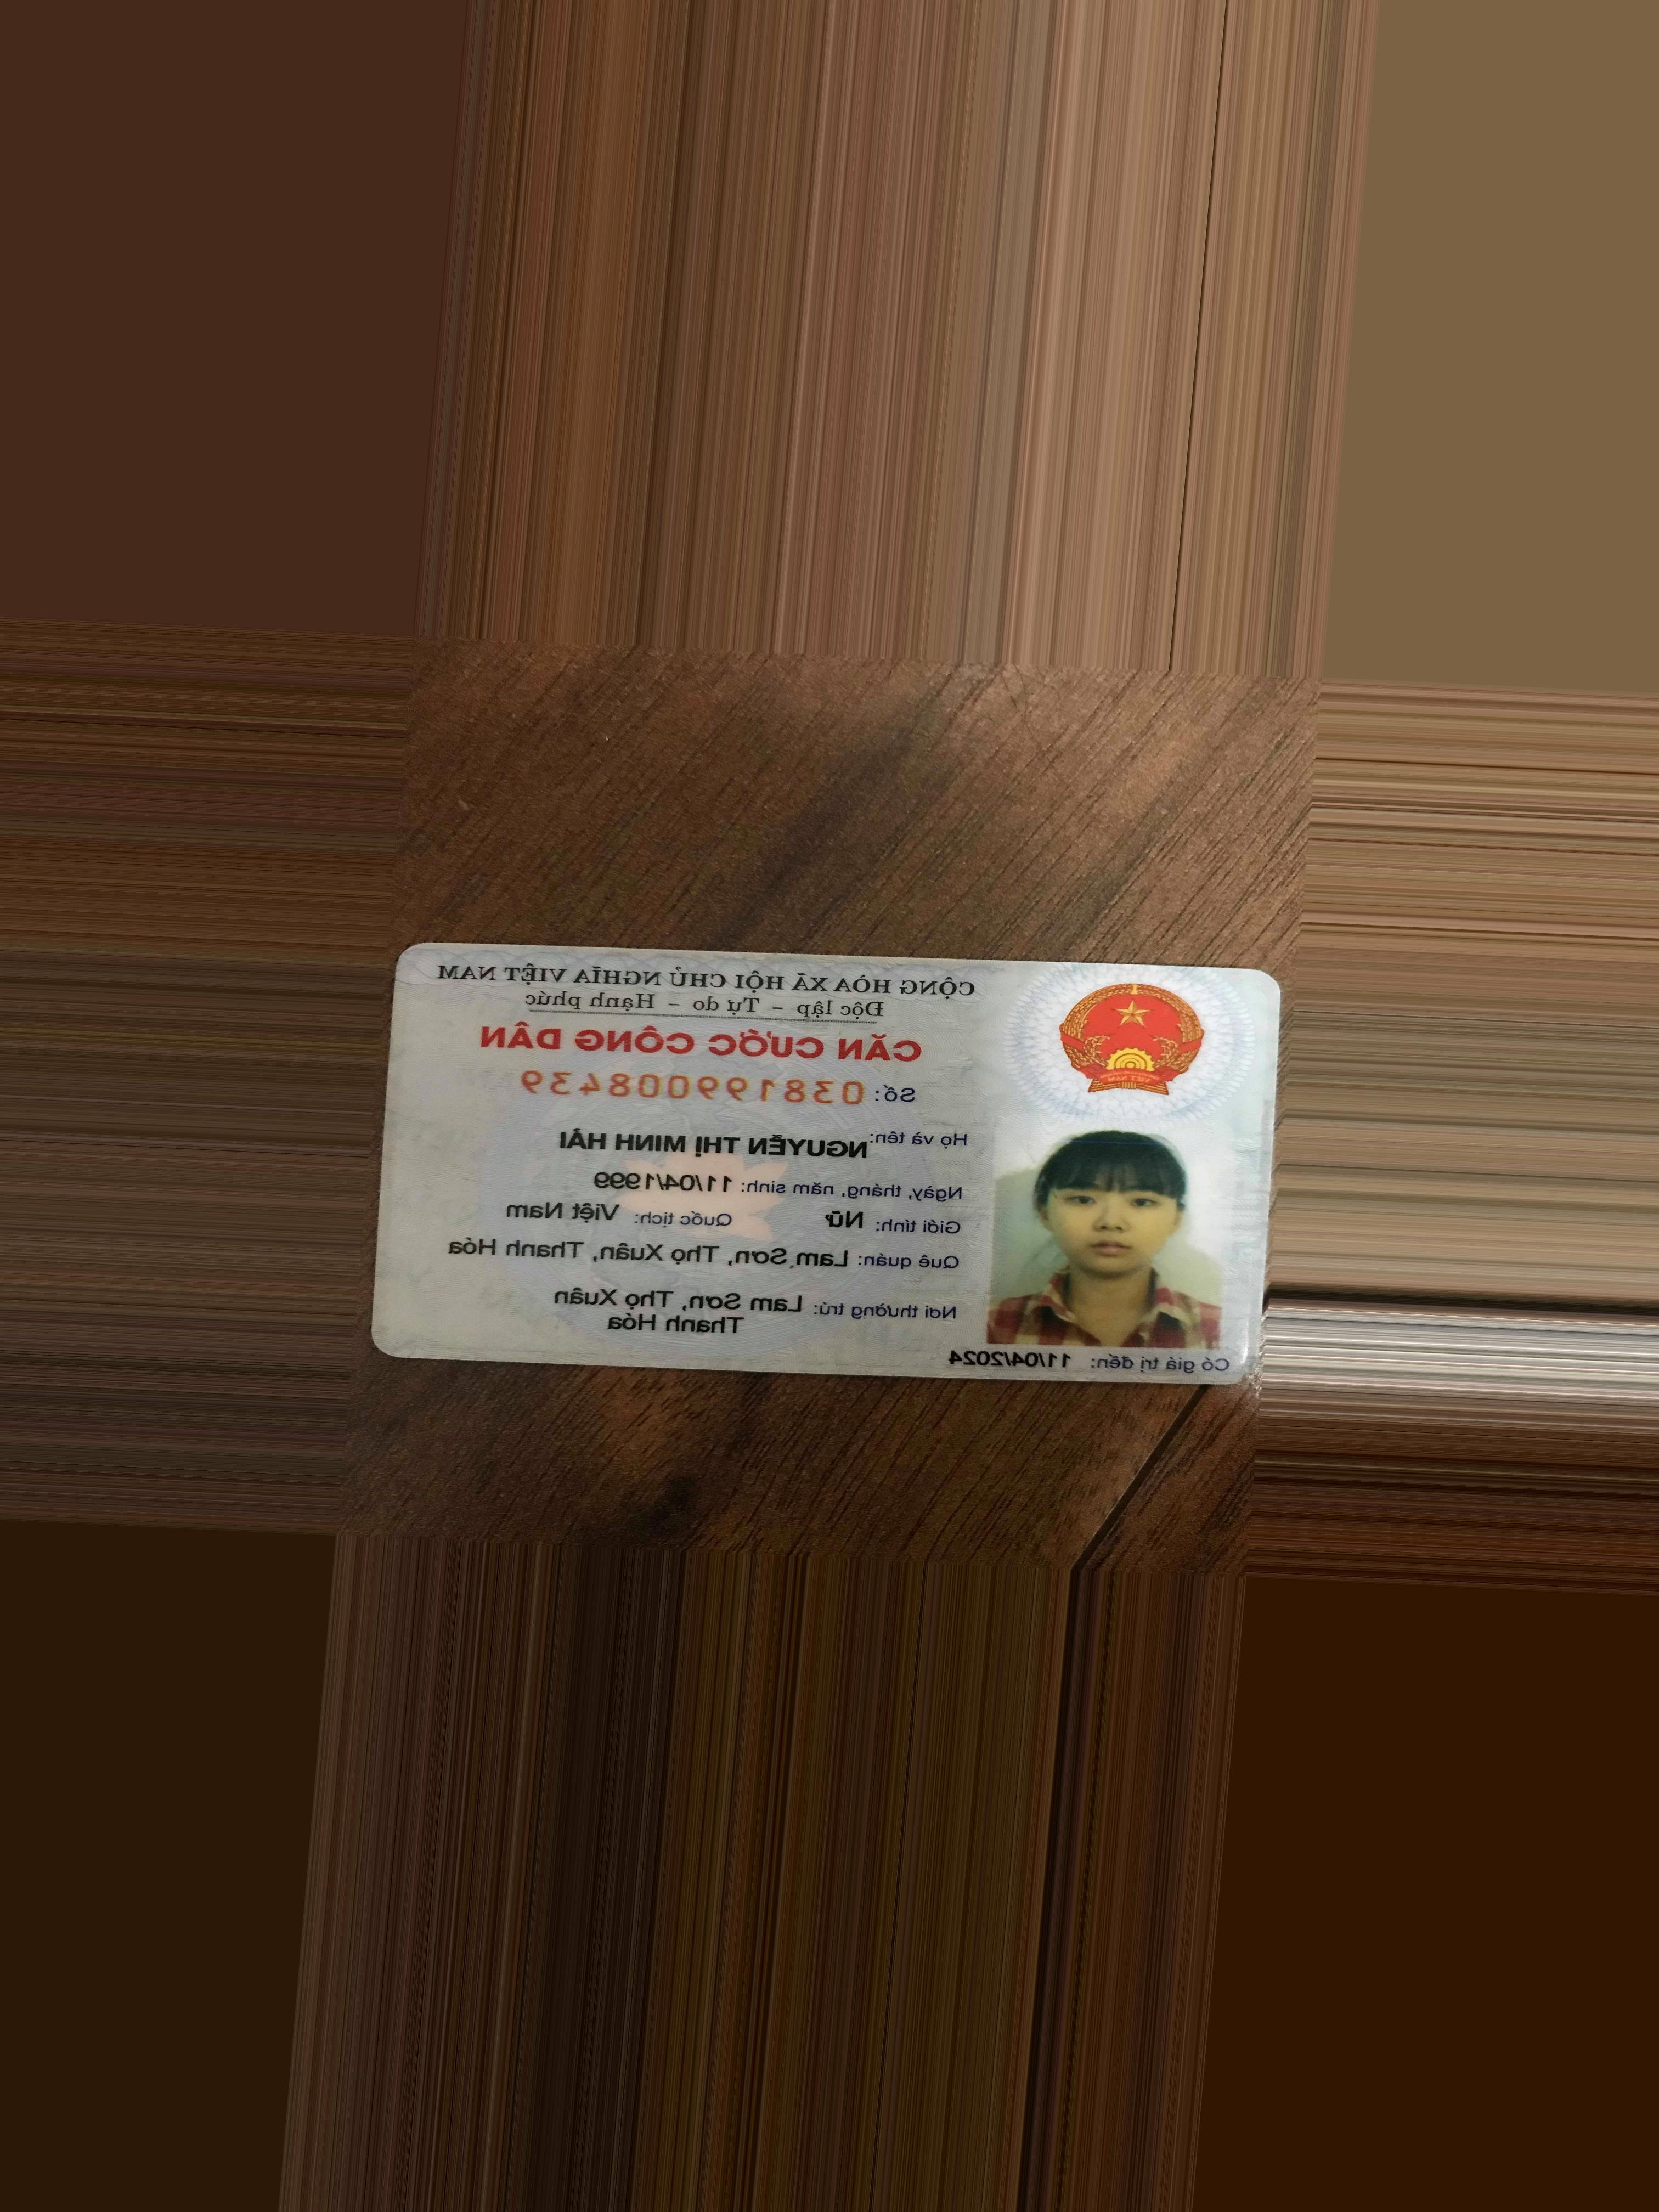 CỘNG HÒA XÃ HỘI CHỦ NGHĨA VIỆT NAM
Độc lập - Tự do - Hạnh phúc
CĂN CƯỚC CÔNG DÂN
Số: 038199008439
Họ và tên: NGUYỄN THỊ MINH HẢI
Ngày, tháng, năm sinh: 11/04/1999
Giới tính: Nữ Quốc tịch: Việt Nam
Quê quán: Lam Sơn, Thọ Xuân, Thanh Hóa
Nơi thường trú: Lam Sơn, Thọ Xuân
Thanh Hóa
Có giá trị đến: 11/04/2024
VIỆT NAM